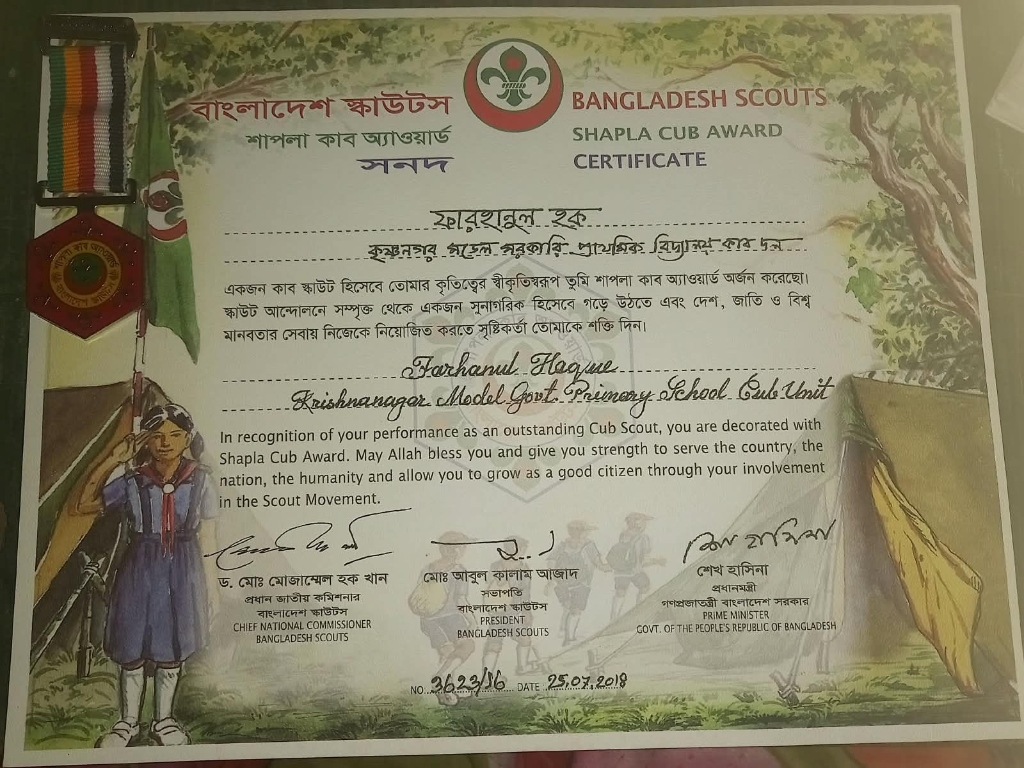 বাংলাদেশ স্কাউটস
শাপলা কাব অ্যাওয়ার্ড
সনদ
BANGLADESH SCOUTS
SHAPLA CUB AWARD
CERTIFICATE
ফারহানুল হক
কৃষ্ণনগর মডেল সরকারি প্রাথমিক বিদ্যালয় কাব দল
একজন কাব স্কাউট হিসেবে তোমার কৃতিত্বের স্বীকৃতিস্বরূপ তুমি শাপলা কাব অ্যাওয়ার্ড অর্জন করেছো।
স্কাউট আন্দোলনে সম্পৃক্ত থেকে একজন সুনাগরিক হিসেবে গড়ে উঠতে এবং দেশ, জাতি ও বিশ্ব
মানবতার সেবায় নিজেকে নিয়োজিত করতে সৃষ্টিকর্তা তোমাকে শক্তি দিন।
Farhanul Haque
Krishnanagar Model Govt. Primary School Cub Unit
In recognition of your performance as an outstanding Cub Scout, you are decorated with
Shapla Cub Award. May Allah bless you and give you strength to serve the country, the
nation, the humanity and allow you to grow as a good citizen through your involvement
in the Scout Movement.
ড. মোঃ মোজাম্মেল হক খান
প্রধান জাতীয় কমিশনার
বাংলাদেশ স্কাউটস
CHIEF NATIONAL COMMISSIONER
BANGLADESH SCOUTS
মোঃ আবুল কালাম আজাদ
সভাপতি
বাংলাদেশ স্কাউটস
PRESIDENT
BANGLADESH SCOUTS
শেখ হাসিনা
শেখ হাসিনা
প্রধানমন্ত্রী
গণপ্রজাতন্ত্রী বাংলাদেশ সরকার
PRIME MINISTER
GOVT. OF THE PEOPLE'S REPUBLIC OF BANGLADESH
NO. 3623/16 DATE 25.07.2018